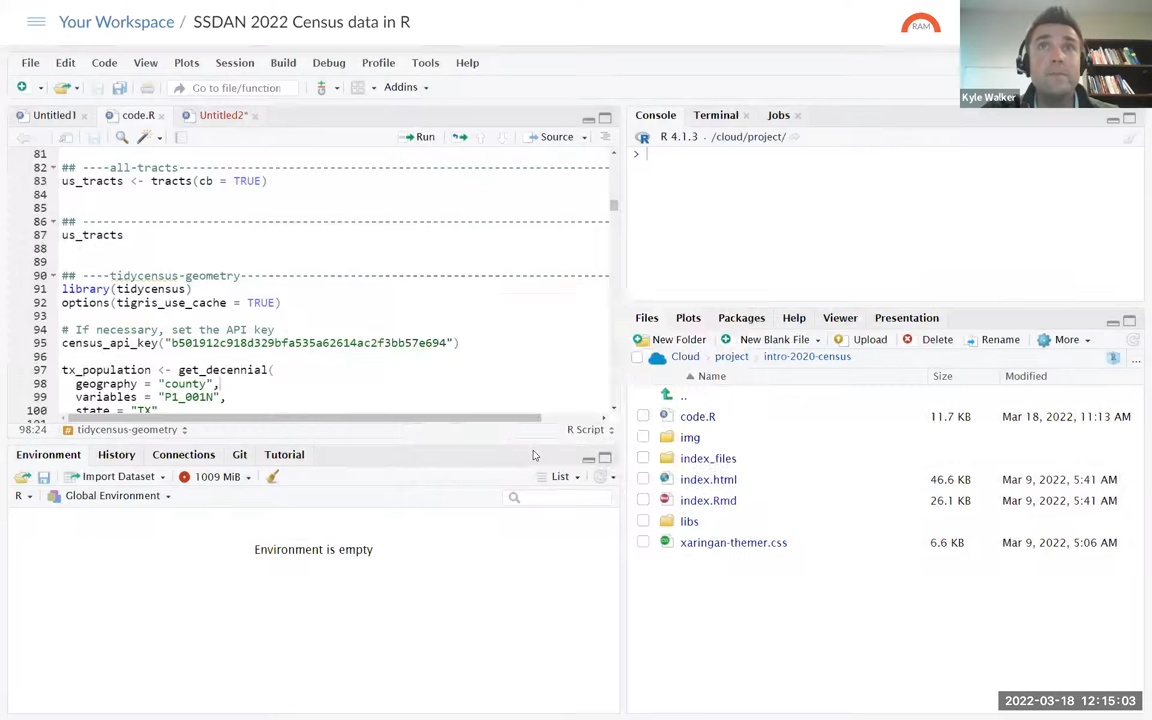 Your Workspace / SSDAN 2022 Census data in R
RAM
Kyle Walker
File Edit Code View Plots Session Build Debug Profile Tools Help
Go to file/function Addins
Untitled1 code.R Untitled2*
Run Source
81
82 ## ----all-tracts--------------------------------------------------------
83 us_tracts <- tracts(cb = TRUE)
84
85
86 ## ---------------------------------------------------------------------
87 us_tracts
88
89
90 ## ----tidycensus-geometry-----------------------------------------------
91 library(tidycensus)
92 options(tigris_use_cache = TRUE)
93
94 # If necessary, set the API key
95 census_api_key("b501912c918d329bfa535a62614ac2f3bb57e694")
96
97 tx_population <- get_decennial(
98 geography = "county",
99 variables = "P1_001N",
100 state = "TX"
98:24 # tidycensus-geometry R Script
Environment History Connections Git Tutorial
Import Dataset 1009 MiB List
R Global Environment
Environment is empty
Console Terminal Jobs
R 4.1.3 · /cloud/project/
>
Files Plots Packages Help Viewer Presentation
New Folder New Blank File Upload Delete Rename More
Cloud project intro-2020-census ...
Name Size Modified
..
code.R 11.7 KB Mar 18, 2022, 11:13 AM
img
index_files
index.html 46.6 KB Mar 9, 2022, 5:41 AM
index.Rmd 26.1 KB Mar 9, 2022, 5:41 AM
libs
xaringan-themer.css 6.6 KB Mar 9, 2022, 5:06 AM
2022-03-18 12:15:03